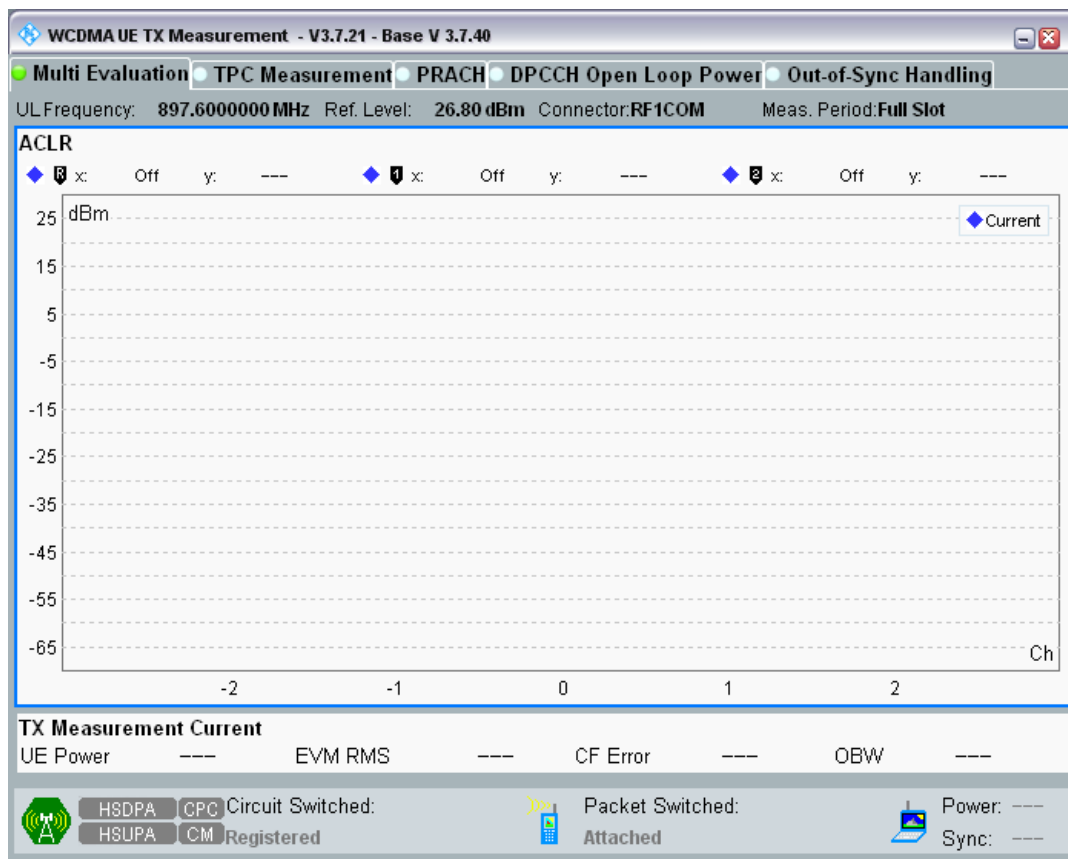 WCDMA UE TX Measurement - V3.7.21 - Base V 3.7.40
Multi Evaluation TPC Measurement PRACH DPCCH Open Loop Power Out-of-Sync Handling
UL Frequency: 897.6000000 MHz Ref. Level: 26.80 dBm Connector:RF1COM Meas. Period:Full Slot
ACLR
R x: Off y: --- 1 x: Off y: --- 2 x: Off y: ---
dBm
Current
25
15
5
-5
-15
-25
-35
-45
-55
-65
Ch
-2 -1 0 1 2
TX Measurement Current
UE Power --- EVM RMS --- CF Error --- OBW ---
HSDPA CPC Circuit Switched: Packet Switched: Power: ---
HSUPA CM Registered Attached Sync: ---